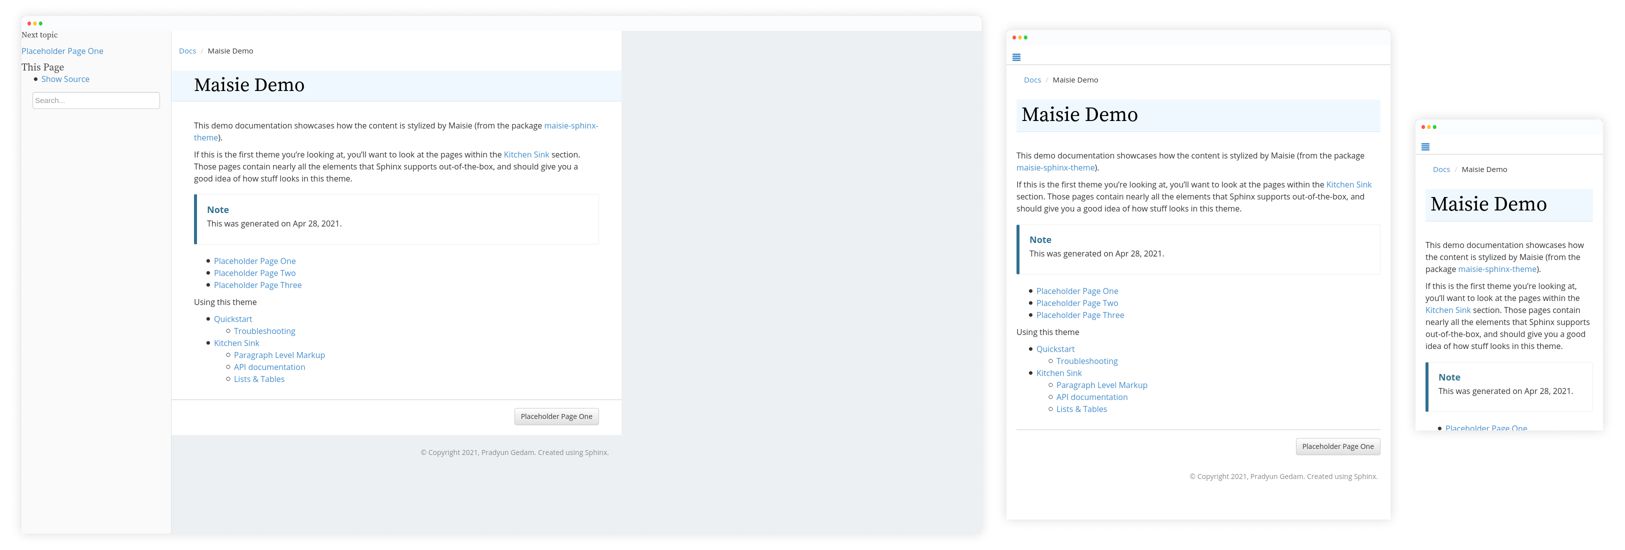 Next topic
Placeholder Page One
This Page
Show Source
Search...
Docs / Maisie Demo
Maisie Demo
This demo documentation showcases how the content is stylized by Maisie (from the package maisie-sphinx-
theme).
If this is the first theme you're looking at, you'll want to look at the pages within the Kitchen Sink section.
Those pages contain nearly all the elements that Sphinx supports out-of-the-box, and should give you a
good idea of how stuff looks in this theme.
Note
This was generated on Apr 28, 2021.
Placeholder Page One
Placeholder Page Two
Placeholder Page Three
Using this theme
Quickstart
Troubleshooting
Kitchen Sink
Paragraph Level Markup
API documentation
Lists & Tables
Placeholder Page One
© Copyright 2021, Pradyun Gedam. Created using Sphinx.
Docs / Maisie Demo
Maisie Demo
This demo documentation showcases how the content is stylized by Maisie (from the package
maisie-sphinx-theme).
If this is the first theme you're looking at, you'll want to look at the pages within the Kitchen Sink
section. Those pages contain nearly all the elements that Sphinx supports out-of-the-box, and
should give you a good idea of how stuff looks in this theme.
Note
This was generated on Apr 28, 2021.
Placeholder Page One
Placeholder Page Two
Placeholder Page Three
Using this theme
Quickstart
Troubleshooting
Kitchen Sink
Paragraph Level Markup
API documentation
Lists & Tables
Placeholder Page One
© Copyright 2021, Pradyun Gedam. Created using Sphinx.
Docs / Maisie Demo
Maisie Demo
This demo documentation showcases how
the content is stylized by Maisie (from the
package maisie-sphinx-theme).
If this is the first theme you're looking at,
you'll want to look at the pages within the
Kitchen Sink section. Those pages contain
nearly all the elements that Sphinx supports
out-of-the-box, and should give you a good
idea of how stuff looks in this theme.
Note
This was generated on Apr 28, 2021.
Placeholder Page One